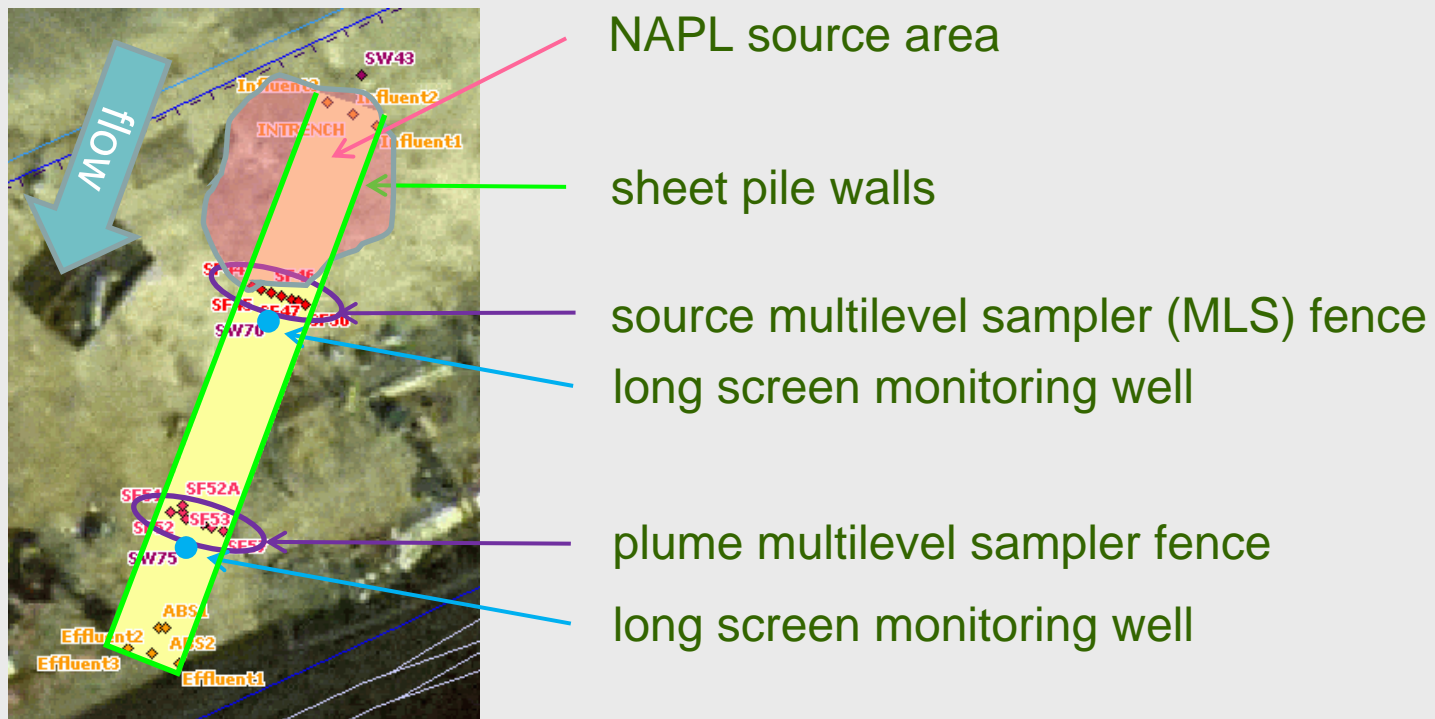 NAPL source area
sheet pile walls
source multilevel sampler (MLS) fence
long screen monitoring well
plume multilevel sampler fence
long screen monitoring well
flow
SW43
Influent2
INTRENCH
Influent1
SF46
SF47
SW70
SF52A
SF52
SF53
SW75
ABS1
Effluent2
ABS2
Effluent3
Effluent1